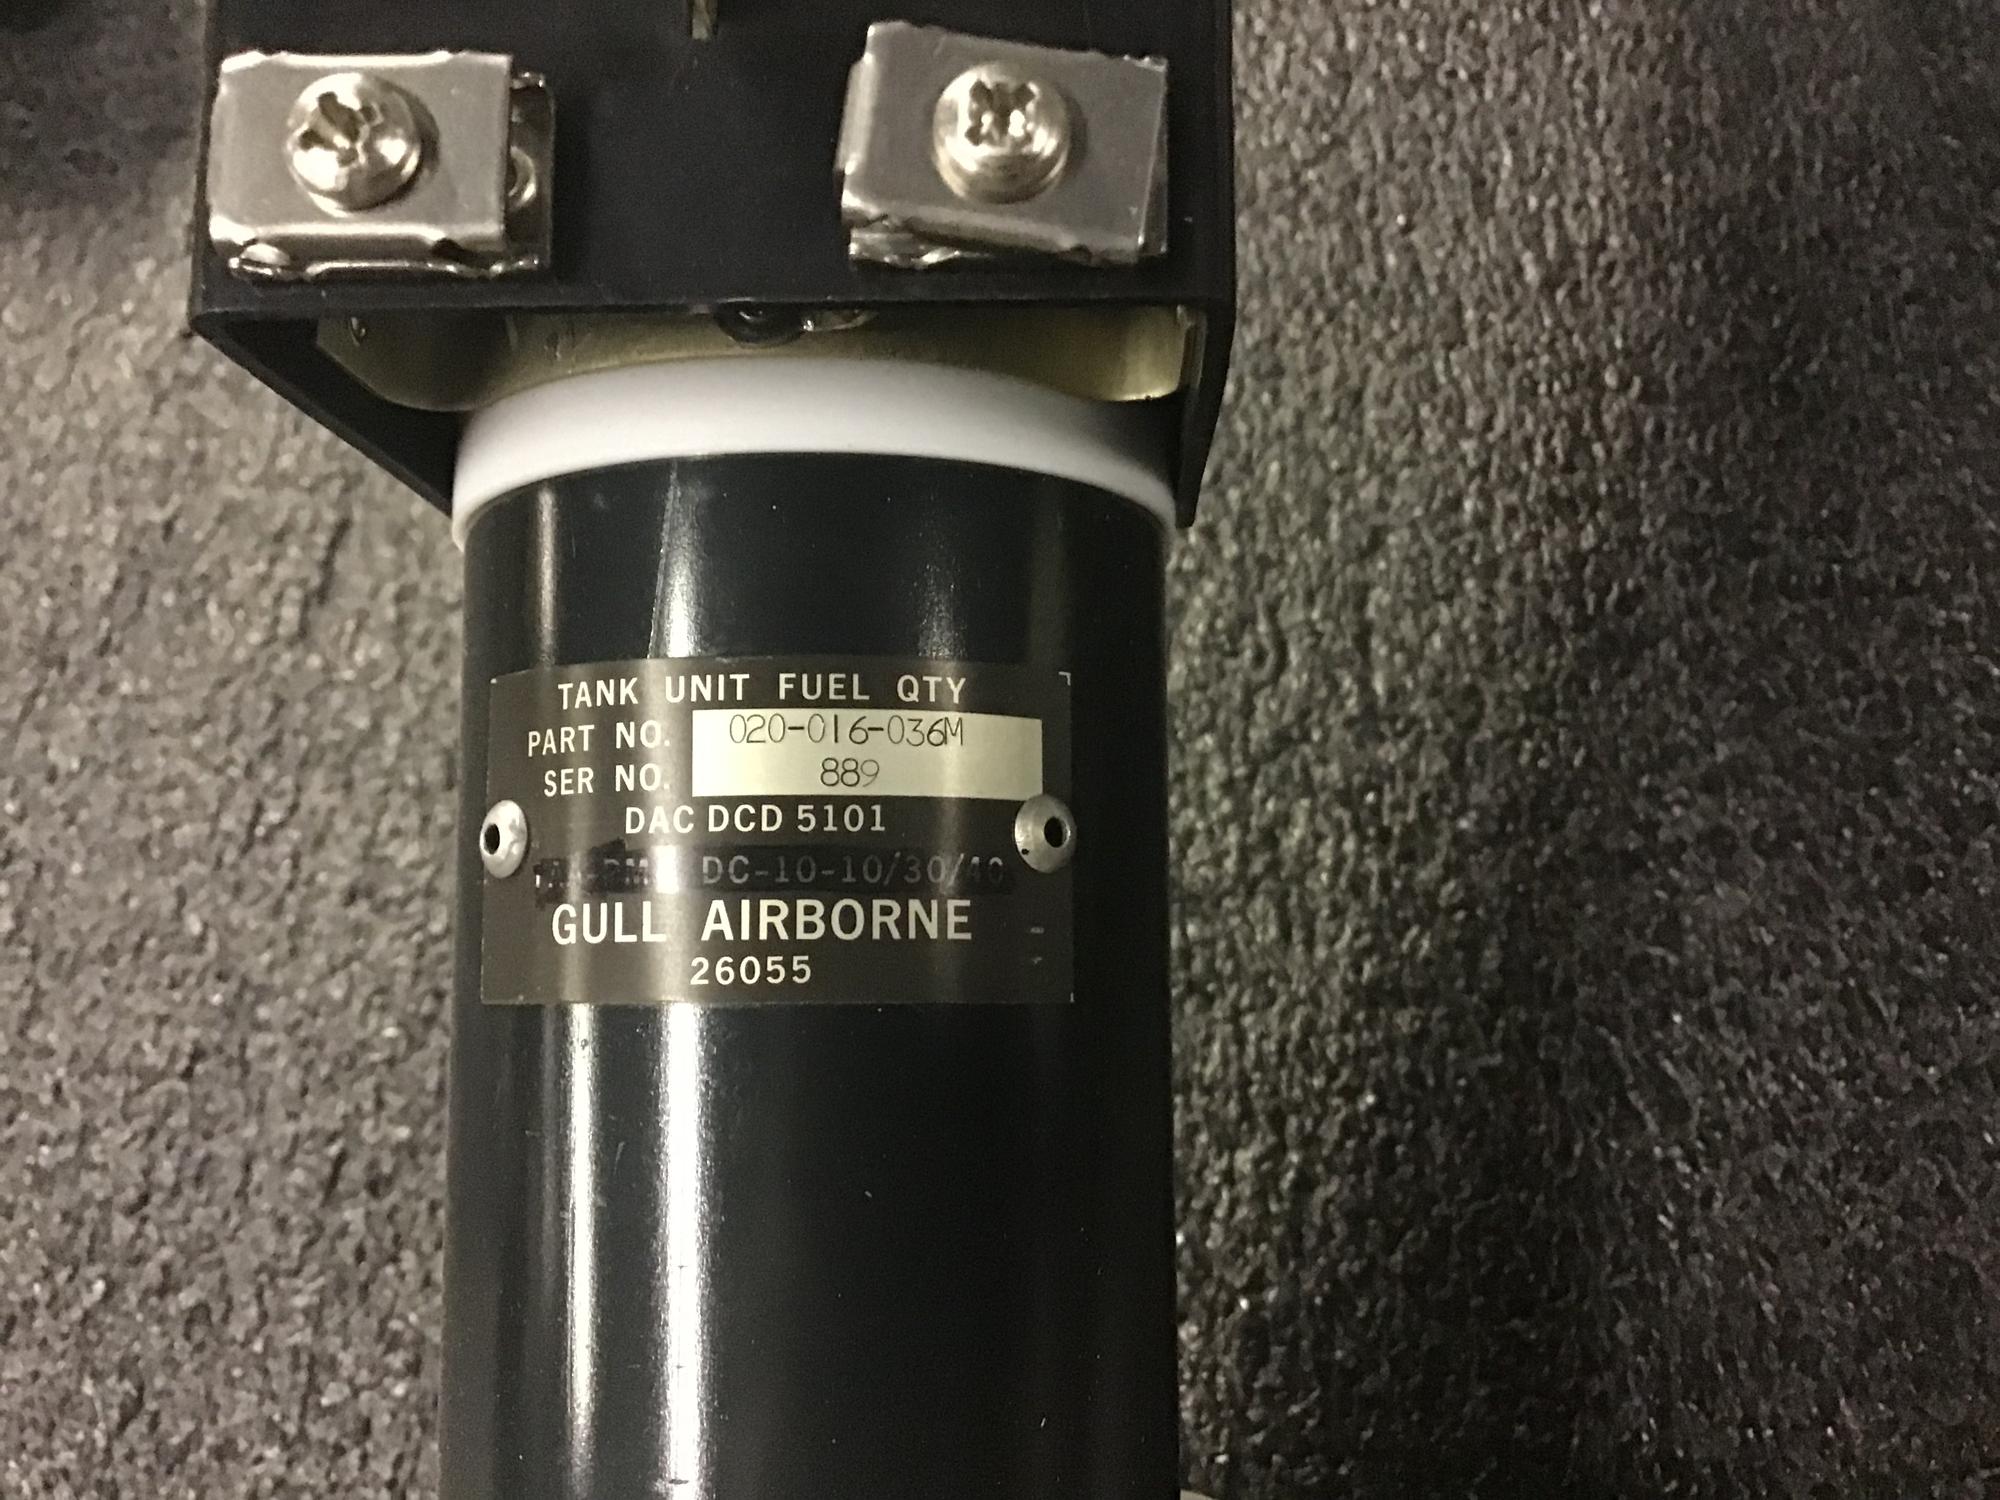 TANK UNIT FUEL QTY
PART NO. 020-016-036M
SER NO. 889
DAC DCD 5101
DC-10-10/30/40
GULL AIRBORNE
26055